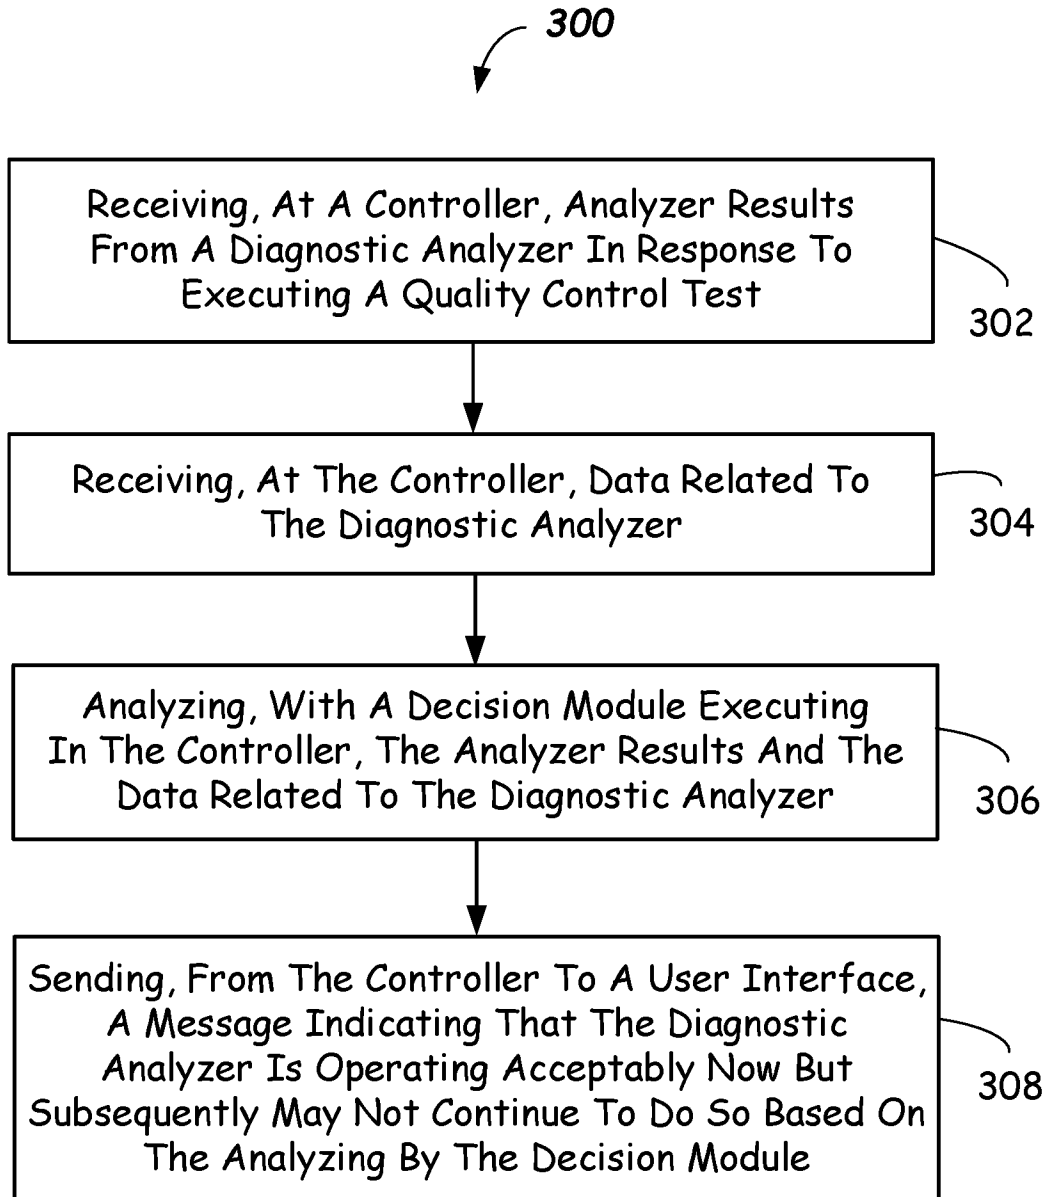 300
Receiving, At A Controller, Analyzer Results
From A Diagnostic Analyzer In Response To
Executing A Quality Control Test
302
Receiving, At The Controller, Data Related To
The Diagnostic Analyzer
304
Analyzing, With A Decision Module Executing
In The Controller, The Analyzer Results And The
Data Related To The Diagnostic Analyzer
306
Sending, From The Controller To A User Interface,
A Message Indicating That The Diagnostic
Analyzer Is Operating Acceptably Now But
Subsequently May Not Continue To Do So Based On
The Analyzing By The Decision Module
308